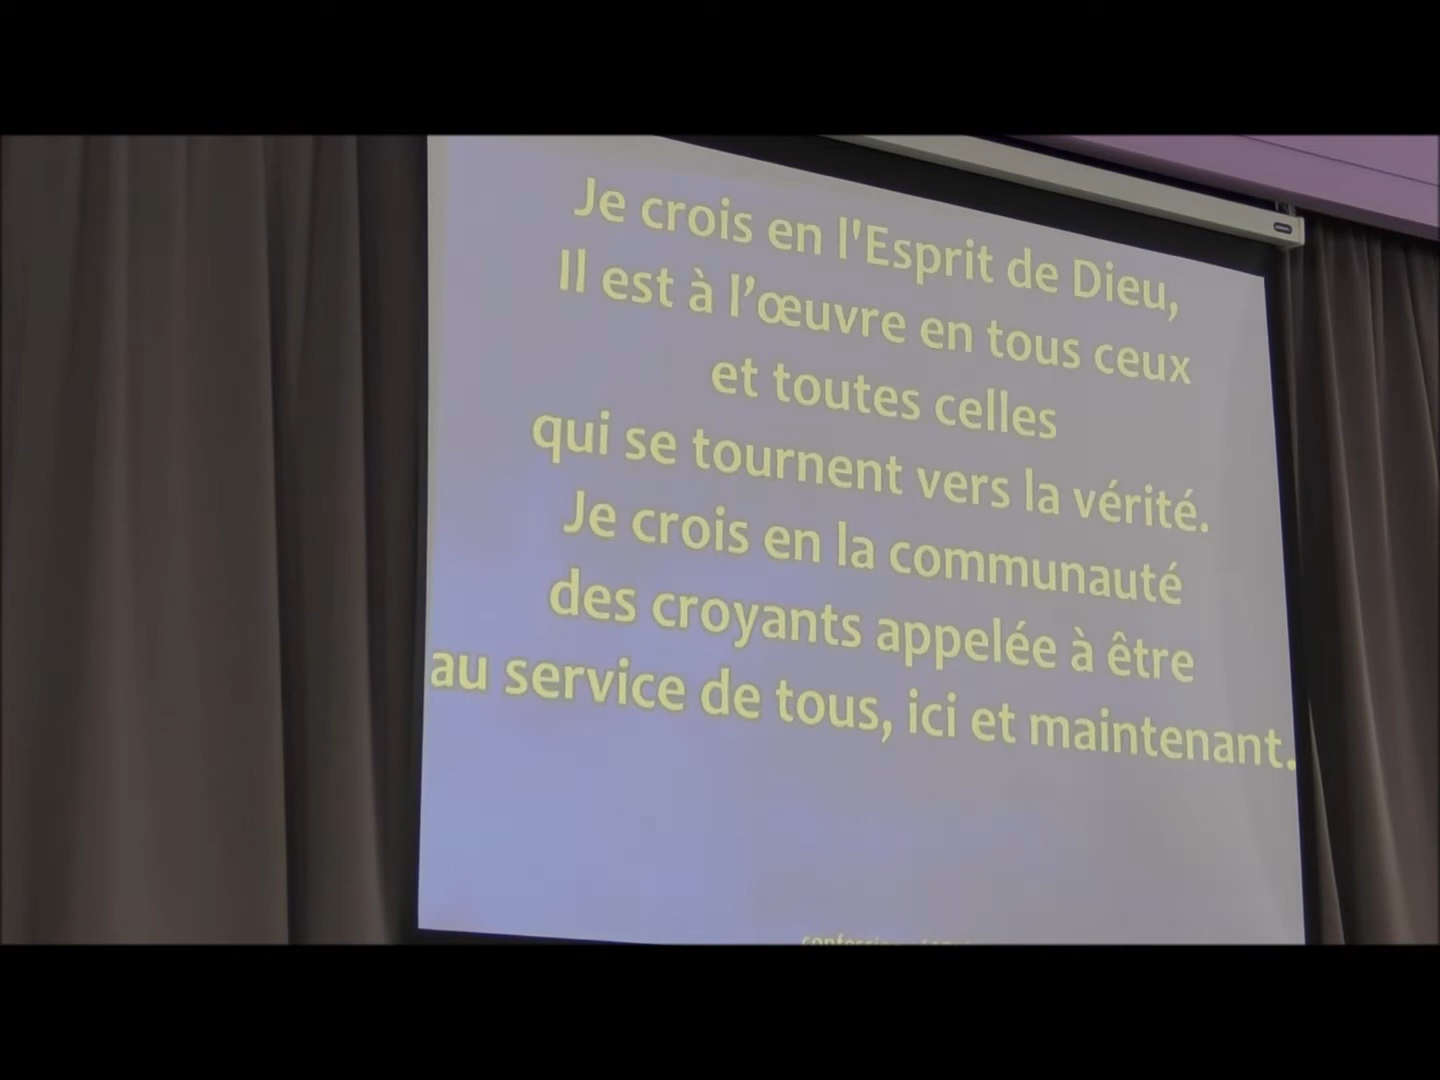 Je crois en l'Esprit de Dieu,
Il est à l’œuvre en tous ceux
et toutes celles
qui se tournent vers la vérité.
Je crois en la communauté
des croyants appelée à être
au service de tous, ici et maintenant.